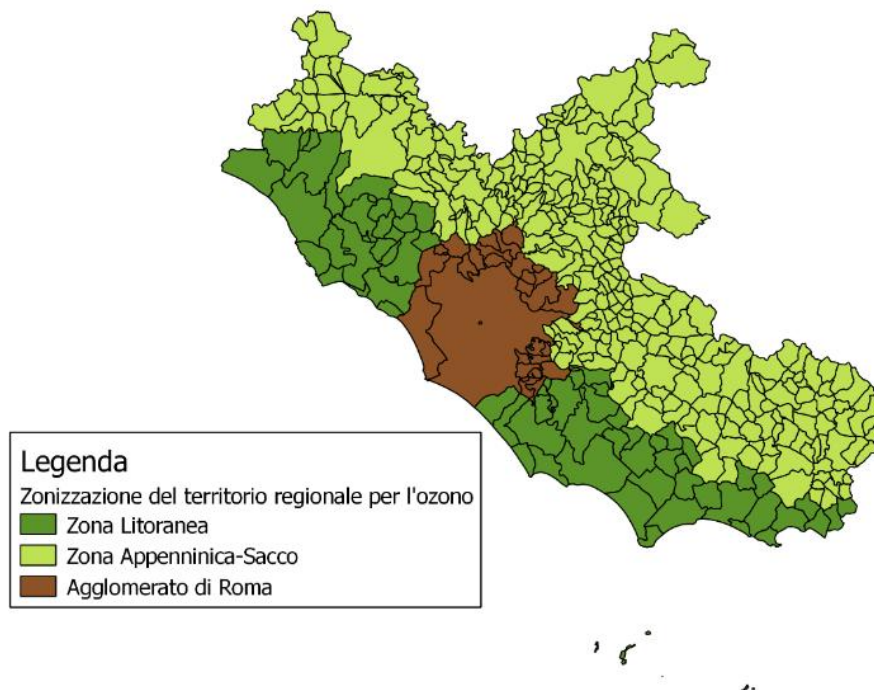 Legenda
Zonizzazione del territorio regionale per l'ozono
Zona Litoranea
Zona Appenninica-Sacco
Agglomerato di Roma